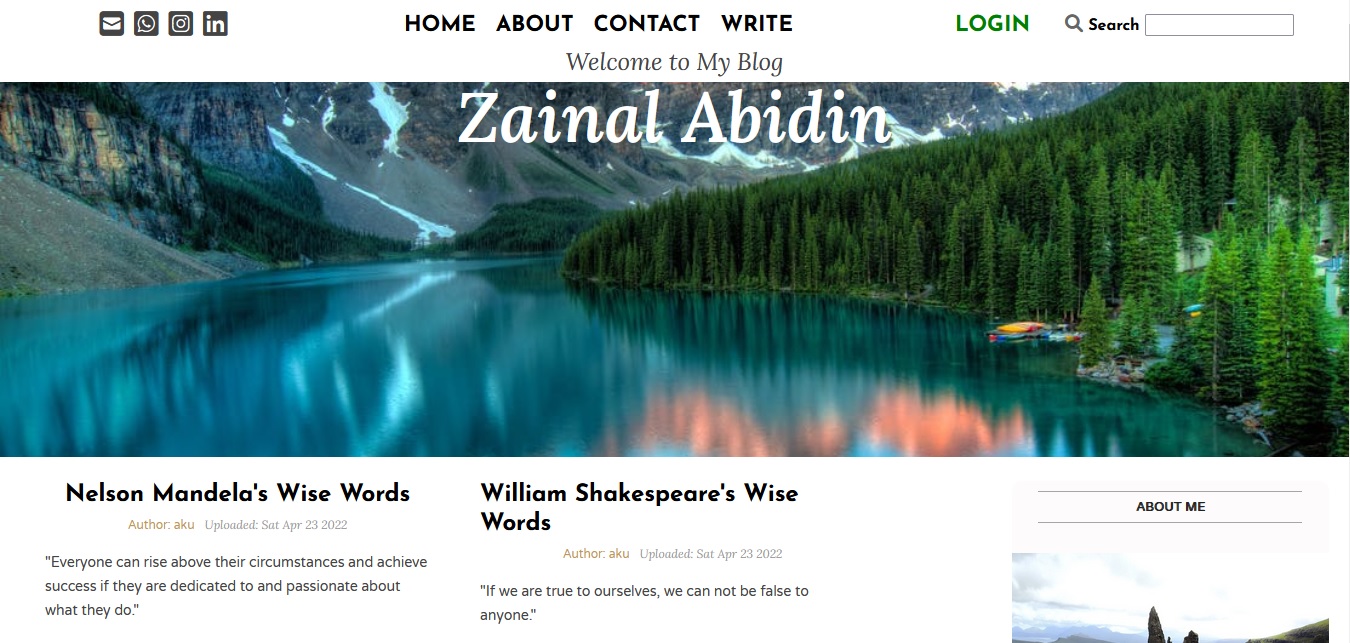 HOME ABOUT CONTACT WRITE
LOGIN
Search
Welcome to My Blog
Zainal Abidin
Nelson Mandela's Wise Words
Author: aku Uploaded: Sat Apr 23 2022
"Everyone can rise above their circumstances and achieve
success if they are dedicated to and passionate about
what they do."
William Shakespeare's Wise
Words
Author: aku Uploaded: Sat Apr 23 2022
"If we are true to ourselves, we can not be false to
anyone."
ABOUT ME